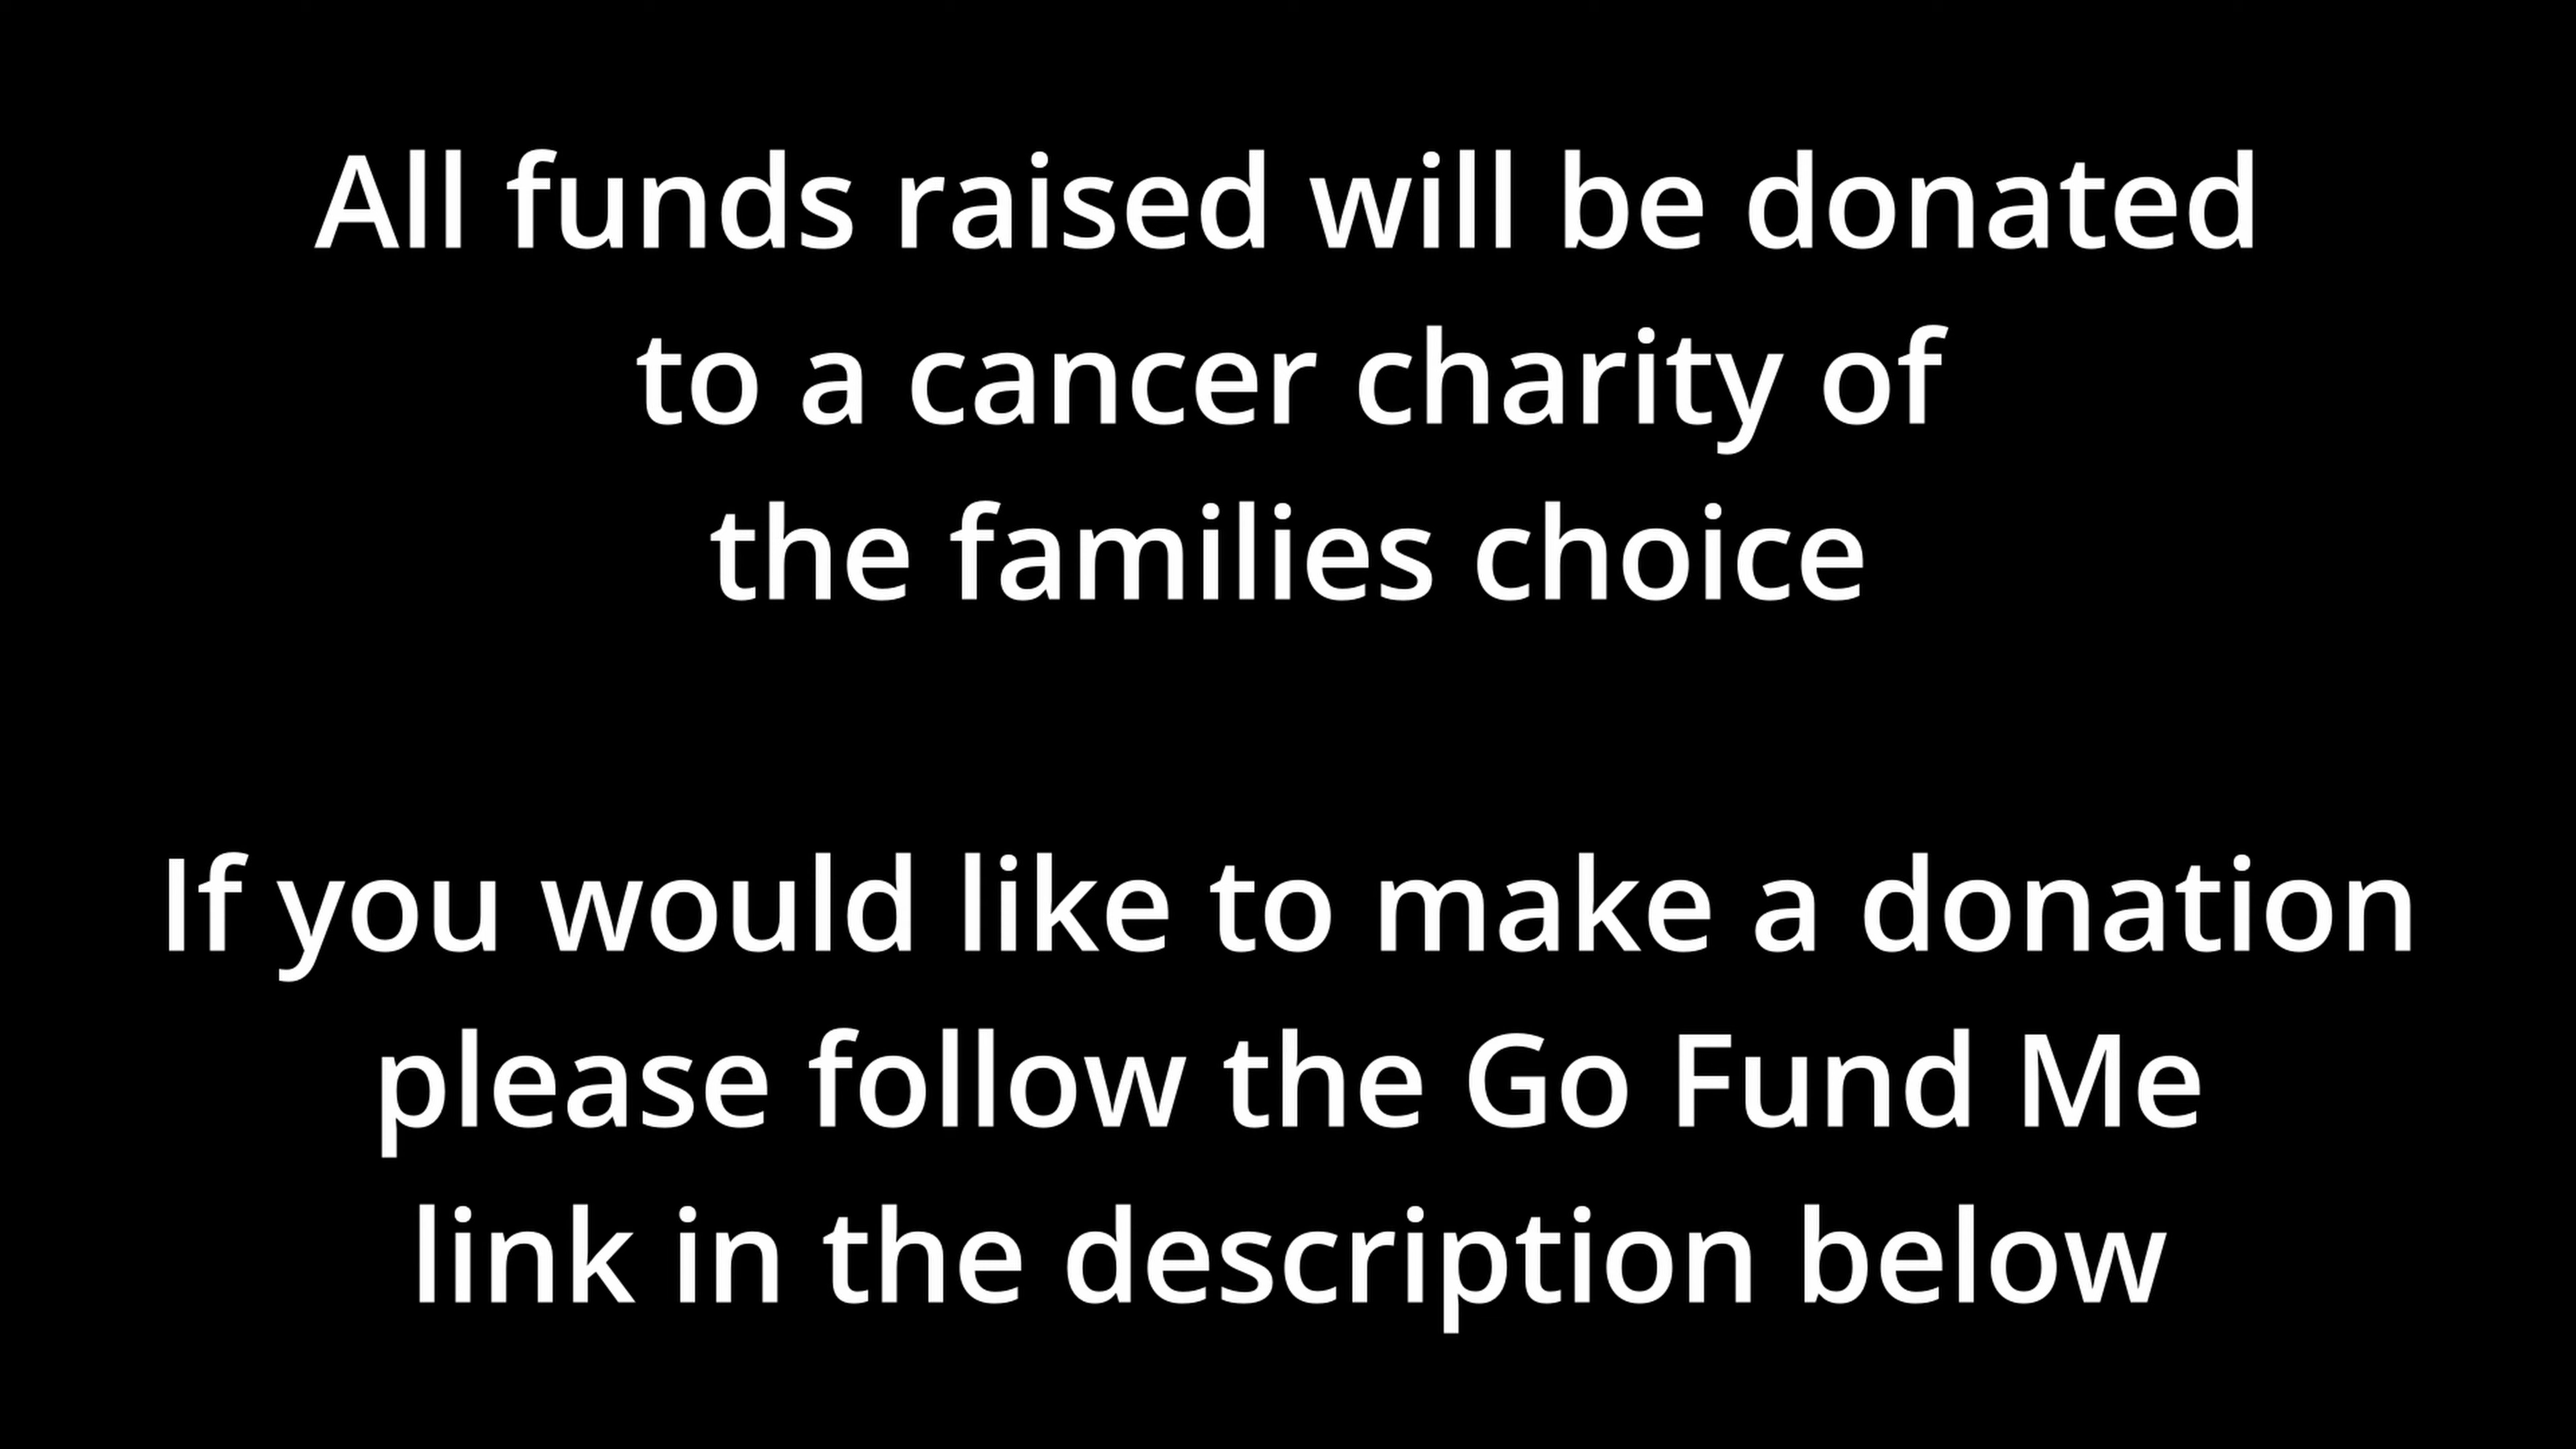 All funds raised will be donated
to a cancer charity of
the families choice
If you would like to make a donation
please follow the Go Fund Me
link in the description below